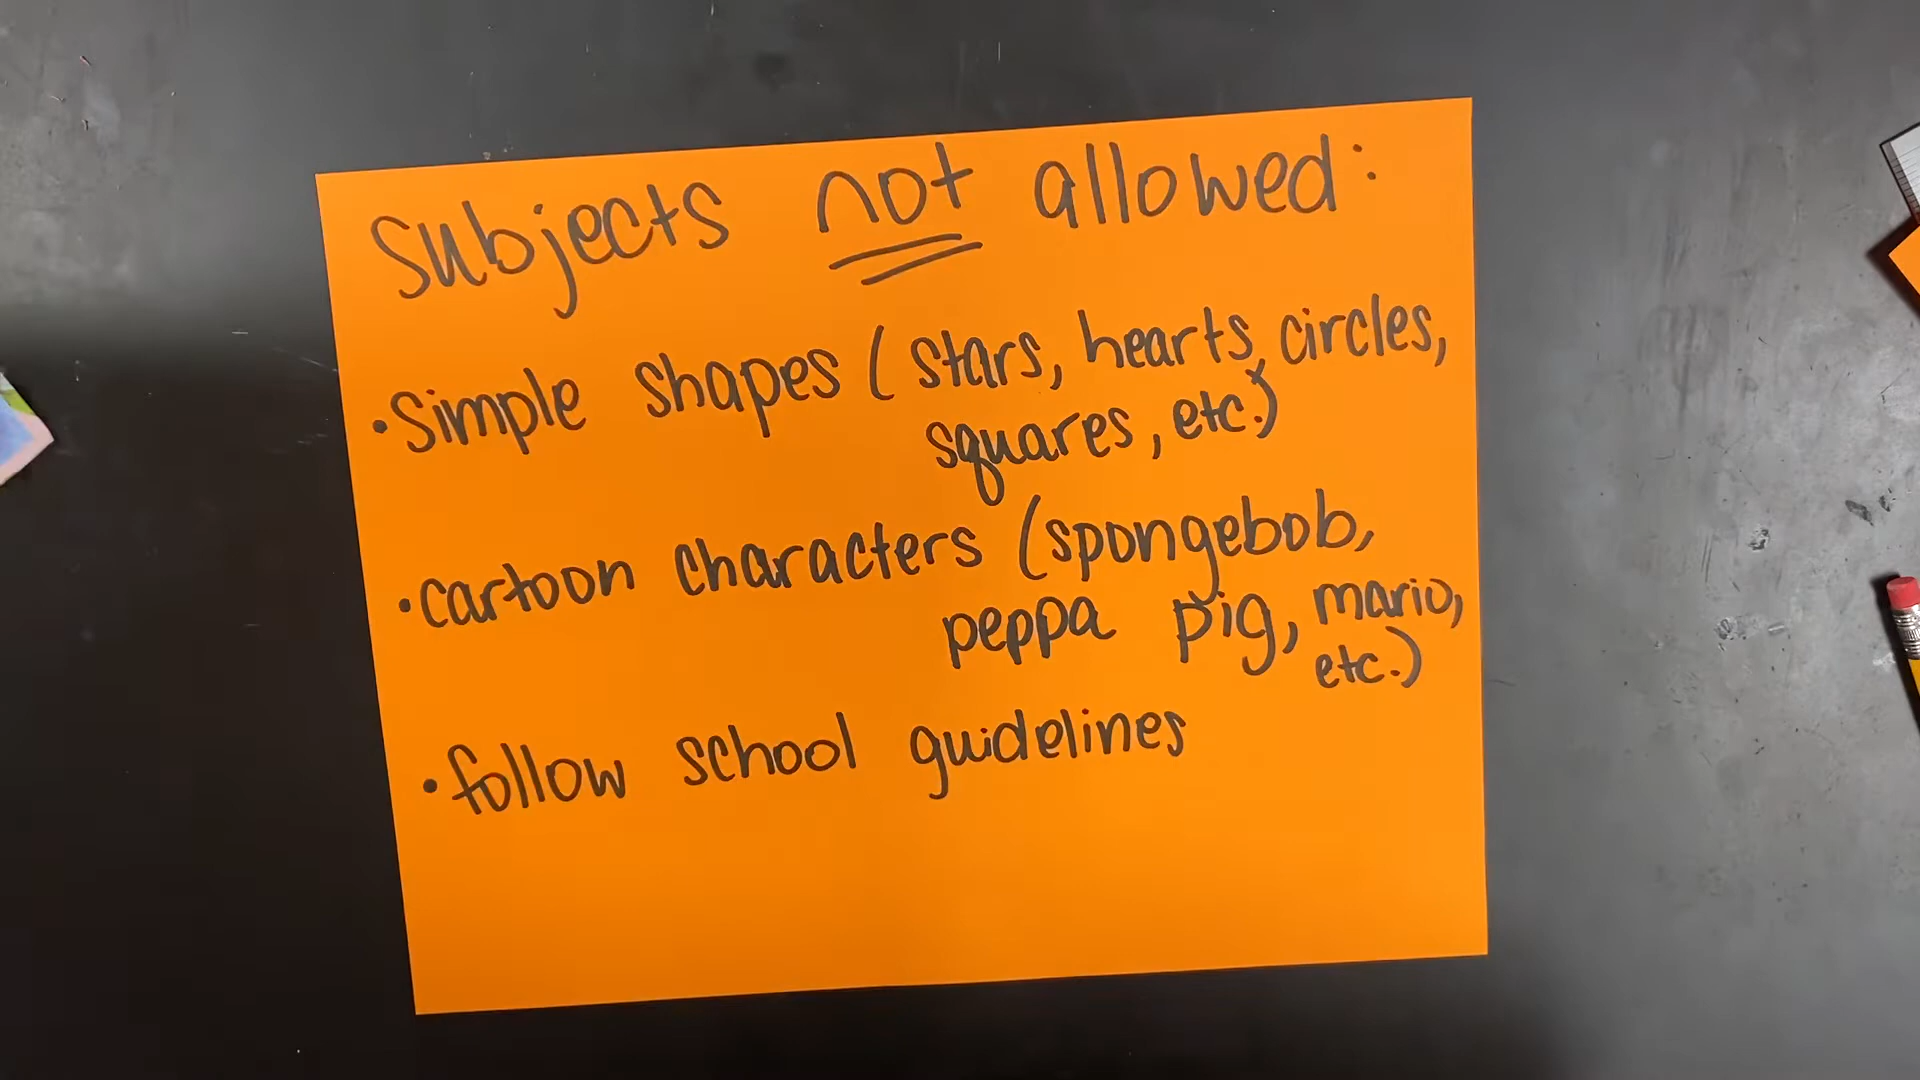 Subjects not allowed:
• Simple shapes (stars, hearts, circles,
squares, etc.)
• cartoon characters (spongebob,
peppa pig, mario,
etc.)
• follow school guidelines